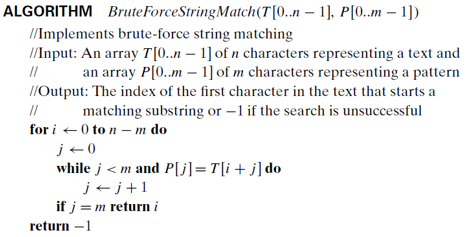 ALGORITHM BruteForceStringMatch(T[0..n − 1], P[0..m − 1])
//Implements brute-force string matching
//Input: An array T[0..n − 1] of n characters representing a text and
// an array P[0..m − 1] of m characters representing a pattern
//Output: The index of the first character in the text that starts a
// matching substring or −1 if the search is unsuccessful
for i ← 0 to n − m do
j ← 0
while j < m and P[j] = T[i + j] do
j ← j + 1
if j = m return i
return −1